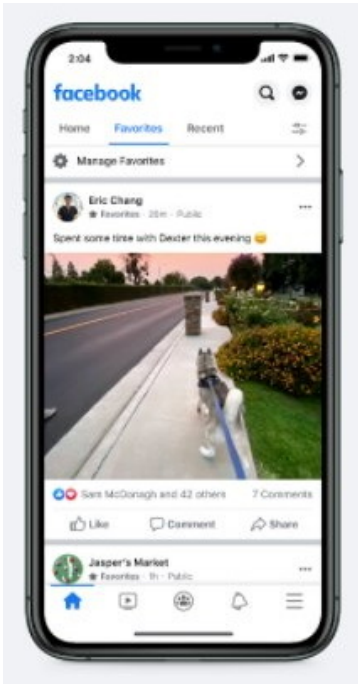 2:04
facebook
Home Favorites Recent
Manage Favorites
Eric Chang
Favorites · 20m · Public
Spent some time with Dexter this evening 😊
Sam McDonagh and 42 others 7 Comments
Like Comment Share
Jasper's Market
Favorites · 1h · Public